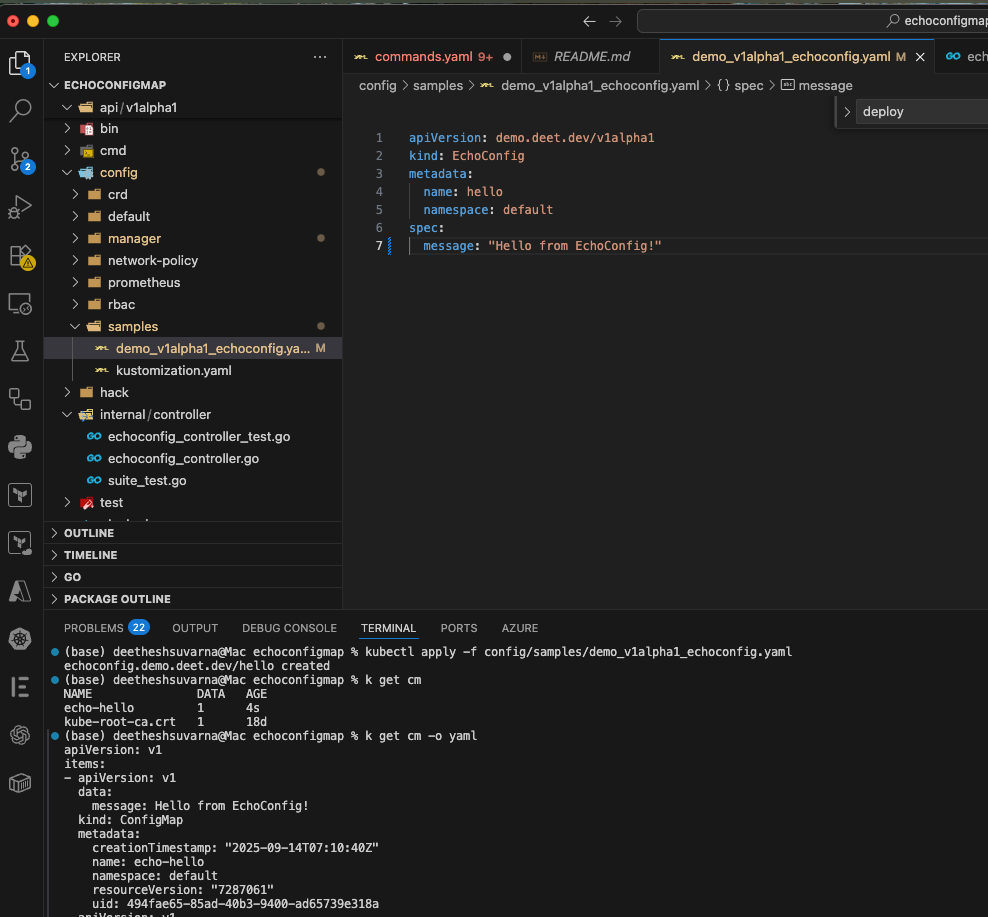 echoconfigmap
EXPLORER
ECHOCONFIGMAP
api/v1alpha1
bin
cmd
config
crd
default
manager
network-policy
prometheus
rbac
samples
demo_v1alpha1_echoconfig.ya... M
kustomization.yaml
hack
internal/controller
echoconfig_controller_test.go
echoconfig_controller.go
suite_test.go
test
OUTLINE
TIMELINE
GO
PACKAGE OUTLINE
1
2
commands.yaml 9+
README.md
demo_v1alpha1_echoconfig.yaml M
ech
config > samples > demo_v1alpha1_echoconfig.yaml > {} spec > abc message
deploy
1 apiVersion: demo.deet.dev/v1alpha1
2 kind: EchoConfig
3 metadata:
4 name: hello
5 namespace: default
6 spec:
7 message: "Hello from EchoConfig!"
PROBLEMS 22 OUTPUT DEBUG CONSOLE TERMINAL PORTS AZURE
(base) deetheshsuvarna@Mac echoconfigmap % kubectl apply -f config/samples/demo_v1alpha1_echoconfig.yaml
echoconfig.demo.deet.dev/hello created
(base) deetheshsuvarna@Mac echoconfigmap % k get cm
NAME DATA AGE
echo-hello 1 4s
kube-root-ca.crt 1 18d
(base) deetheshsuvarna@Mac echoconfigmap % k get cm -o yaml
apiVersion: v1
items:
- apiVersion: v1
data:
message: Hello from EchoConfig!
kind: ConfigMap
metadata:
creationTimestamp: "2025-09-14T07:10:40Z"
name: echo-hello
namespace: default
resourceVersion: "7287061"
uid: 494fae65-85ad-40b3-9400-ad65739e318a
apiVersion: v1